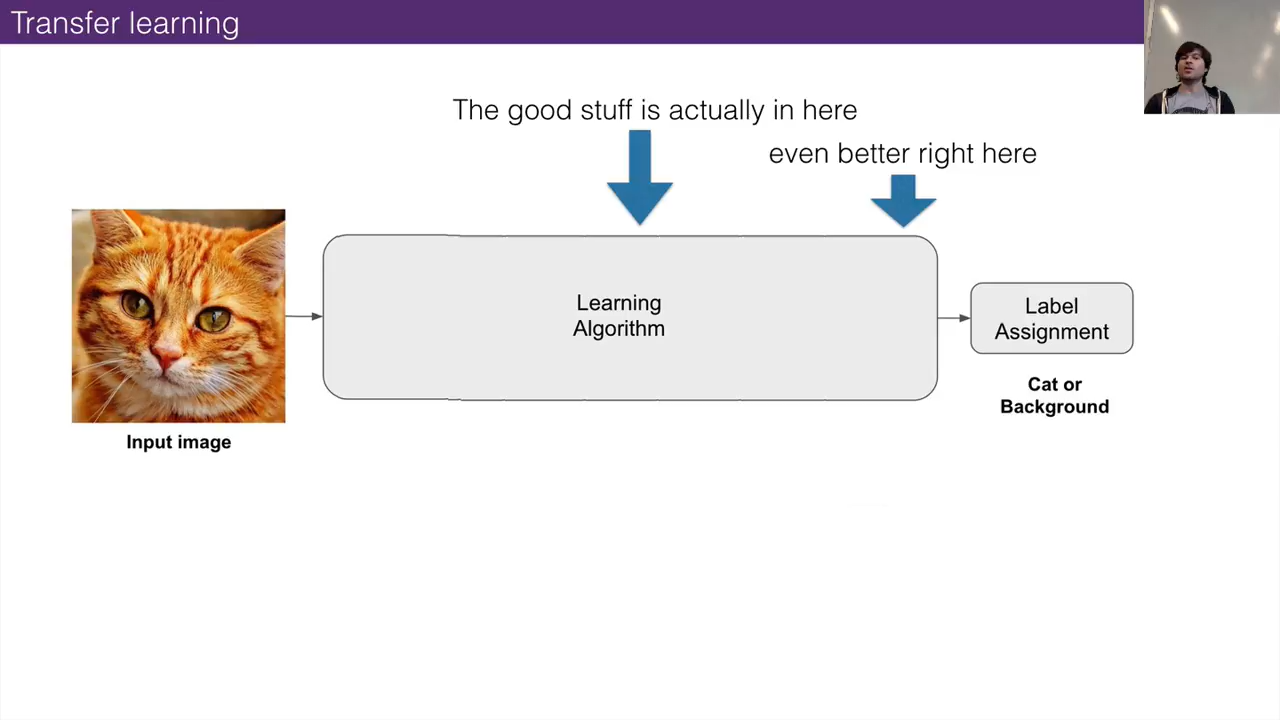 Transfer learning
The good stuff is actually in here
even better right here
Learning
Algorithm
Label
Assignment
Cat or
Background
Input image